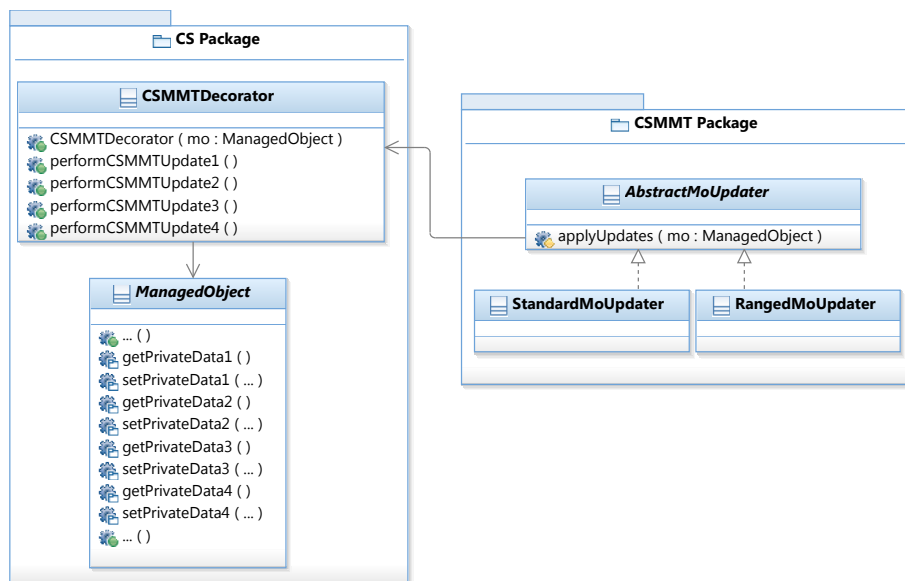 CS Package
CSMMTDecorator
CSMMTDecorator ( mo : ManagedObject )
performCSMMTUpdate1 ( )
performCSMMTUpdate2 ( )
performCSMMTUpdate3 ( )
performCSMMTUpdate4 ( )
ManagedObject
... ( )
getPrivateData1 ( )
setPrivateData1 ( ... )
getPrivateData2 ( )
setPrivateData2 ( ... )
getPrivateData3 ( )
setPrivateData3 ( ... )
getPrivateData4 ( )
setPrivateData4 ( ... )
... ( )
CSMMT Package
AbstractMoUpdater
applyUpdates ( mo : ManagedObject )
StandardMoUpdater
RangedMoUpdater